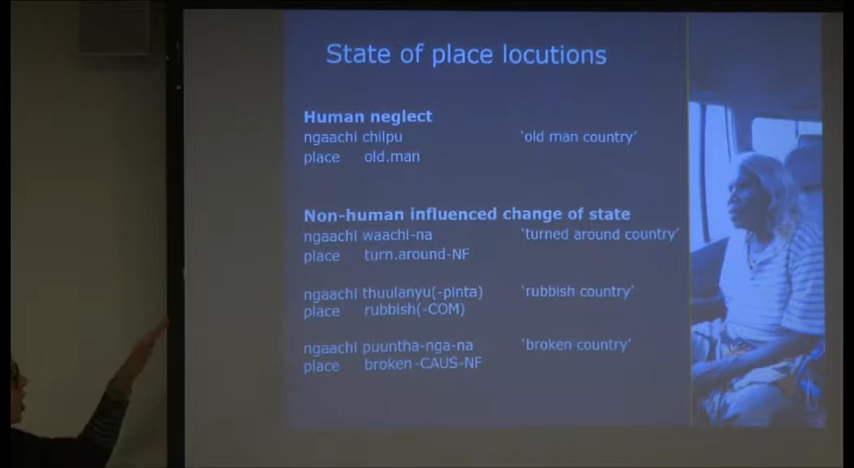 State of place locutions
Human neglect
ngaachi chilpu 'old man country'
place old.man
Non-human influenced change of state
ngaachi waachi-na 'turned around country'
place turn.around-NF
ngaachi thuulanyu(-pinta) 'rubbish country'
place rubbish(-COM)
ngaachi puuntha-nga-na 'broken country'
place broken-CAUS-NF